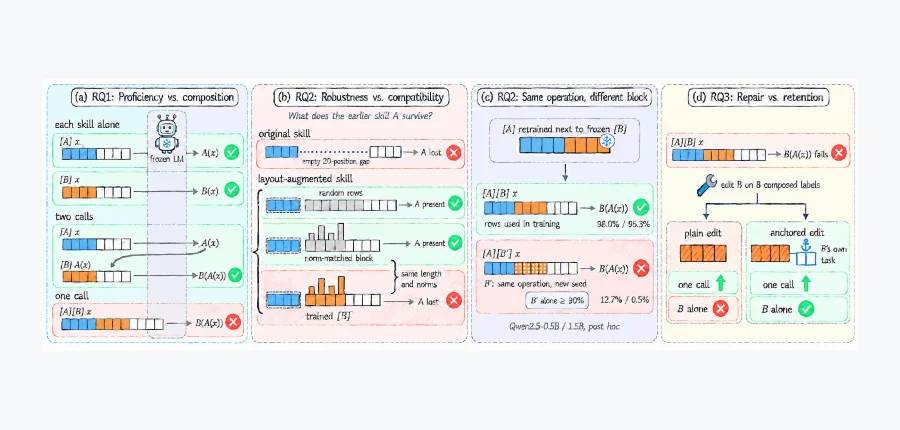 (a) RQ1: Proficiency vs. composition
each skill alone
[A] x
A(x)
frozen LM
[B] x
B(x)
two calls
[A] x
A(x)
[B] A(x)
B(A(x))
one call
[A][B] x
B(A(x))
(b) RQ2: Robustness vs. compatibility
What does the earlier skill A survive?
original skill
A lost
empty 20-position gap
layout-augmented skill
random rows
A present
A present
norm-matched block
same length
and norms
A lost
trained [B]
(c) RQ2: Same operation, different block
[A] retrained next to frozen [B]
[A][B] x
B(A(x))
rows used in training
98.0% / 95.3%
[A][B'] x
B(A(x))
B': same operation, new seed
B' alone ≥ 90%
12.7% / 0.5%
Qwen2.5-0.5B / 1.5B, post hoc
(d) RQ3: Repair vs. retention
[A][B] x
B(A(x)) fails
edit B on 8 composed labels
plain edit
anchored edit
B's own
task
one call
one call
B alone
B alone